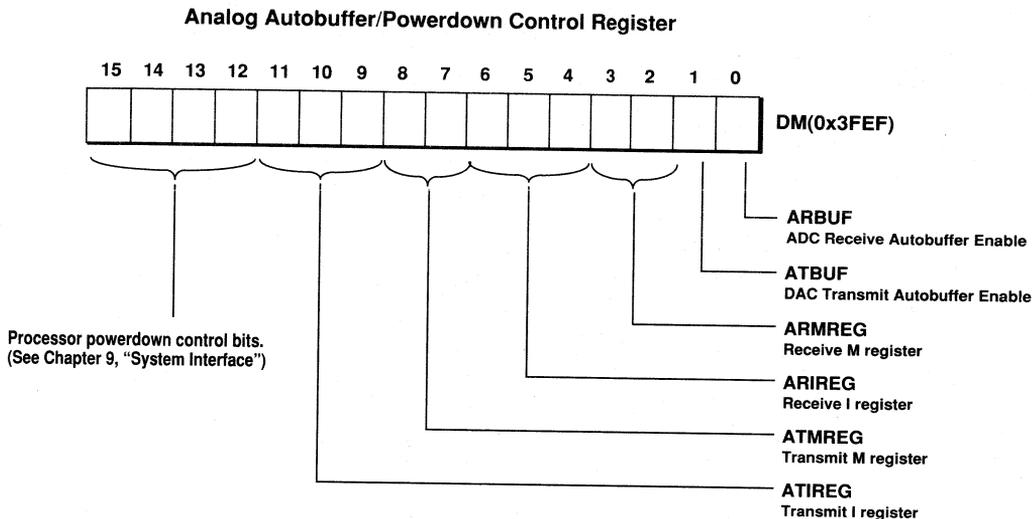 Analog Autobuffer/Powerdown Control Register
15 14 13 12 11 10 9 8 7 6 5 4 3 2 1 0
DM(0x3FEF)
ARBUF
ADC Receive Autobuffer Enable
ATBUF
DAC Transmit Autobuffer Enable
Processor powerdown control bits.
(See Chapter 9, “System Interface”)
ARMREG
Receive M register
ARIREG
Receive I register
ATMREG
Transmit M register
ATIREG
Transmit I register